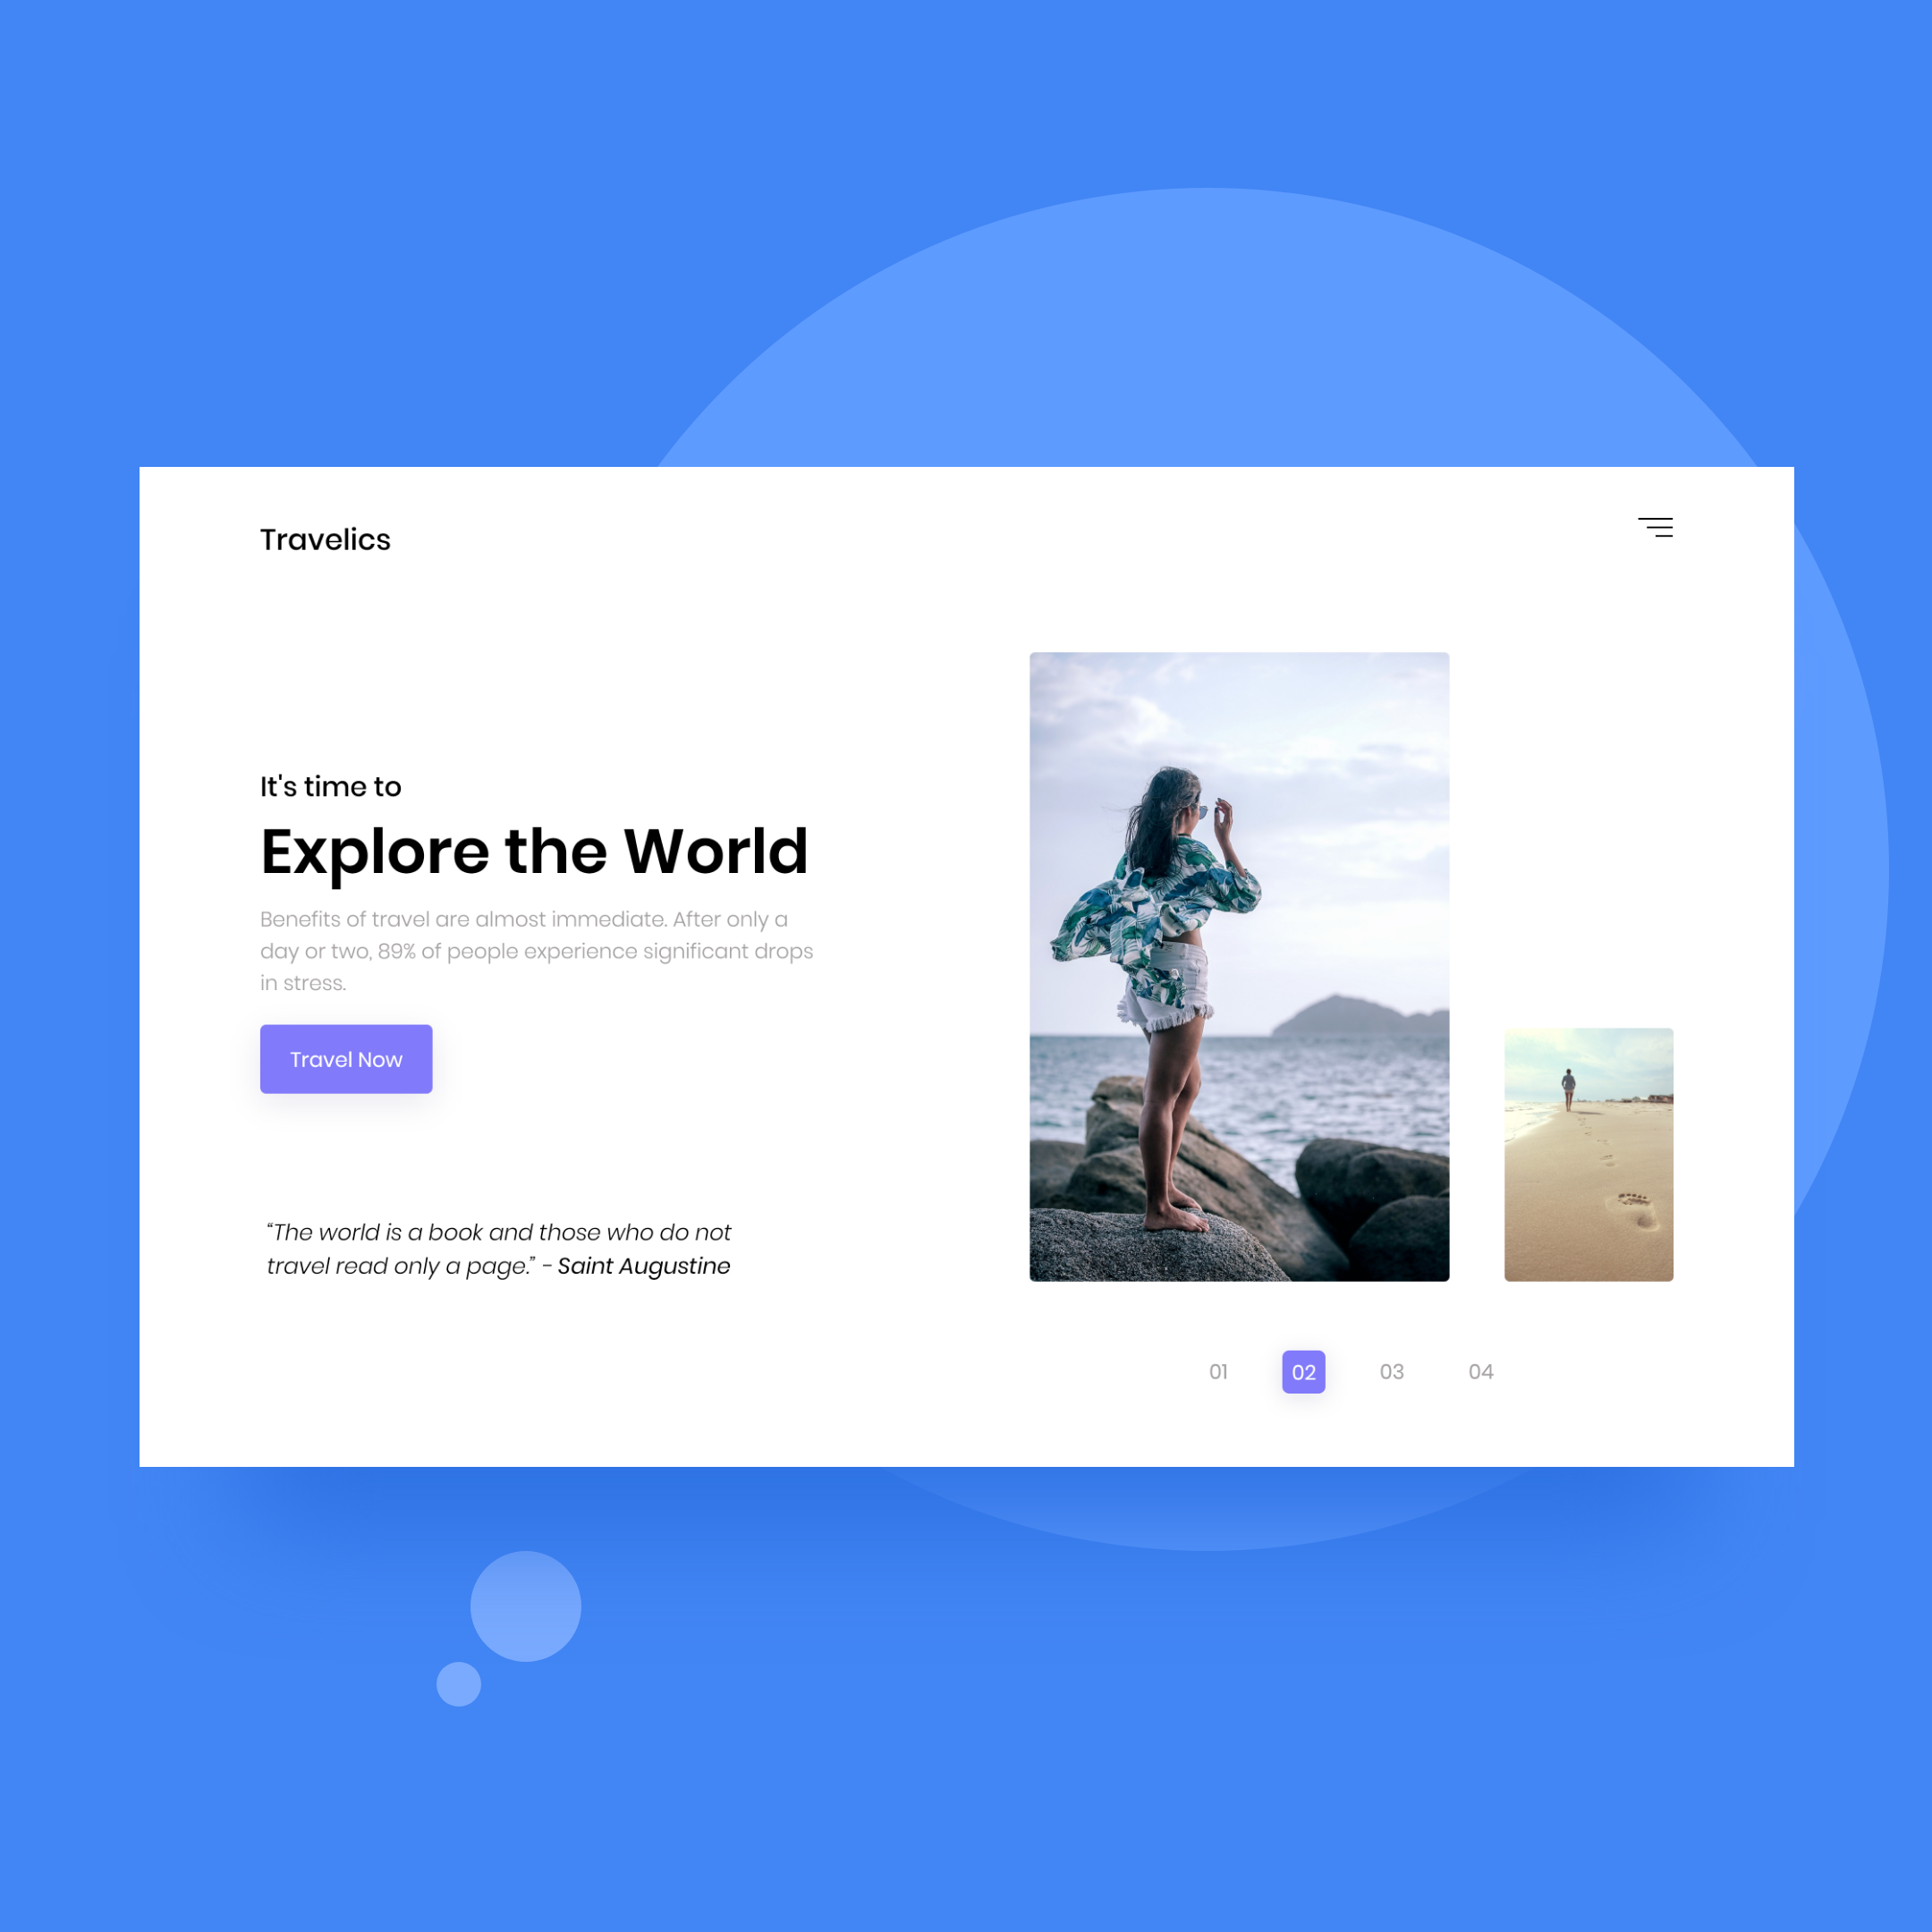 Travelics
It's time to
Explore the World
Benefits of travel are almost immediate. After only a
day or two, 89% of people experience significant drops
in stress.
Travel Now
“The world is a book and those who do not
travel read only a page.” - Saint Augustine
01 02 03 04